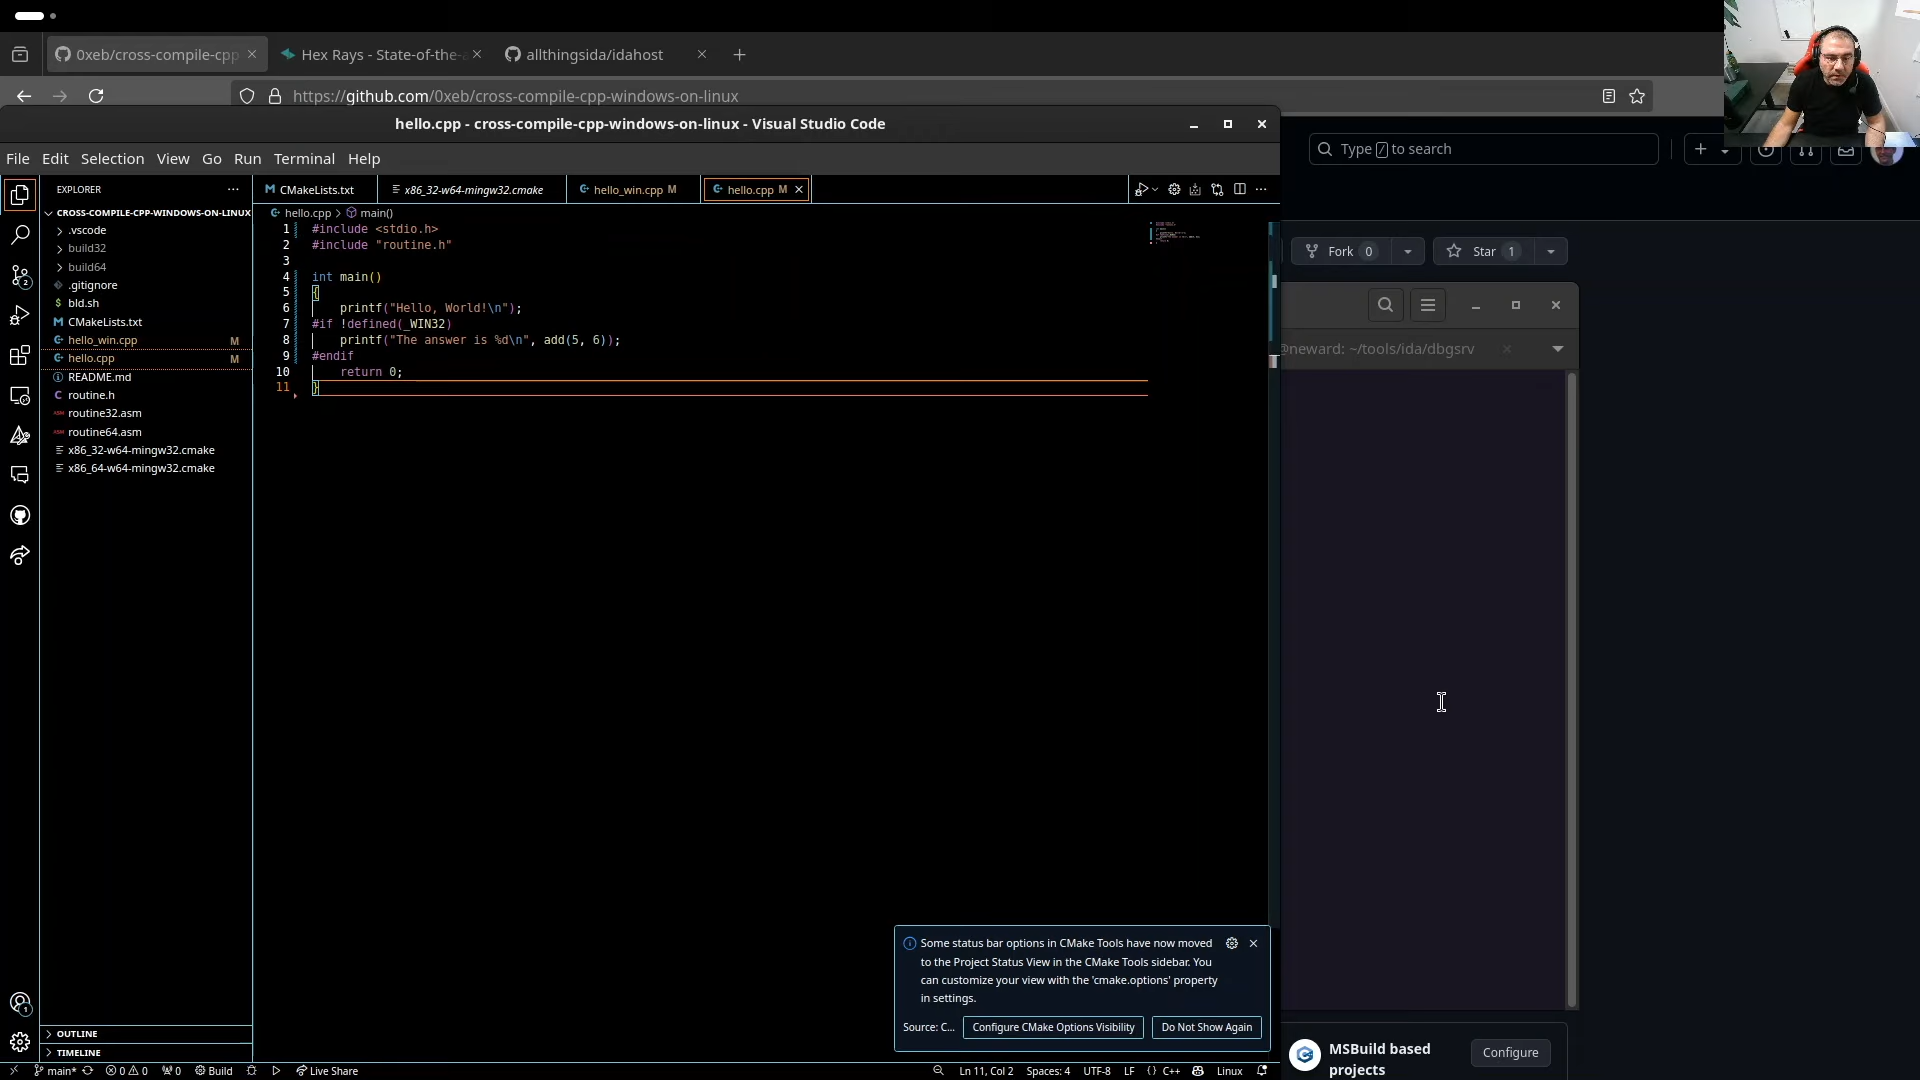 0xeb/cross-compile-cpp
Hex Rays - State-of-the-a
allthingsida/idahost
https://github.com/0xeb/cross-compile-cpp-windows-on-linux
hello.cpp - cross-compile-cpp-windows-on-linux - Visual Studio Code
Type / to search
File Edit Selection View Go Run Terminal Help
EXPLORER
CMakeLists.txt
x86_32-w64-mingw32.cmake
hello_win.cpp M
hello.cpp M
CROSS-COMPILE-CPP-WINDOWS-ON-LINUX
.vscode
build32
build64
.gitignore
bld.sh
CMakeLists.txt
hello_win.cpp M
hello.cpp M
README.md
routine.h
routine32.asm
routine64.asm
x86_32-w64-mingw32.cmake
x86_64-w64-mingw32.cmake
OUTLINE
TIMELINE
hello.cpp > main()
1 #include <stdio.h>
2 #include "routine.h"
3
4 int main()
5 {
6 printf("Hello, World!\n");
7 #if !defined(_WIN32)
8 printf("The answer is %d\n", add(5, 6));
9 #endif
10 return 0;
11 }
Fork 0
Star 1
@neward: ~/tools/ida/dbgsrv
Some status bar options in CMake Tools have now moved
to the Project Status View in the CMake Tools sidebar. You
can customize your view with the 'cmake.options' property
in settings.
Source: C...
Configure CMake Options Visibility
Do Not Show Again
MSBuild based
projects
Configure
main* 0 0 0 Build Live Share
Ln 11, Col 2 Spaces: 4 UTF-8 LF {} C++ Linux